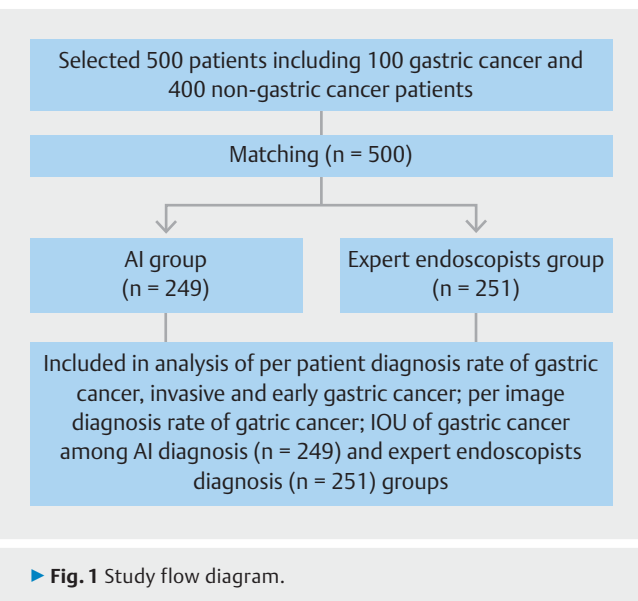 Selected 500 patients including 100 gastric cancer and
400 non-gastric cancer patients
Matching (n = 500)
AI group
(n = 249)
Expert endoscopists group
(n = 251)
Included in analysis of per patient diagnosis rate of gastric
cancer, invasive and early gastric cancer; per image
diagnosis rate of gatric cancer; IOU of gastric cancer
among AI diagnosis (n = 249) and expert endoscopists
diagnosis (n = 251) groups
▶ Fig. 1 Study flow diagram.